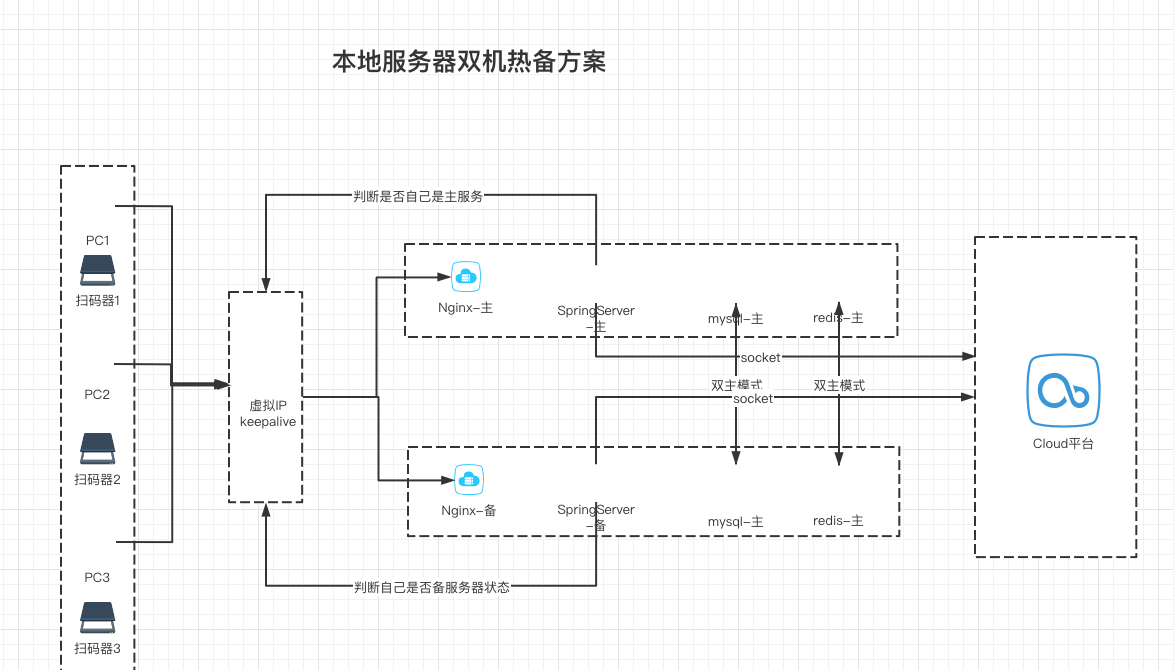 本地服务器双机热备方案
判断是否自己是主服务
PC1
扫码器1
Nginx-主
SpringServer
-主
mysql-主
redis-主
socket
双主模式
双主模式
socket
PC2
虚拟IP
keepalive
Cloud平台
扫码器2
Nginx-备
SpringServer
-备
mysql-主
redis-主
PC3
判断自己是否备服务器状态
扫码器3